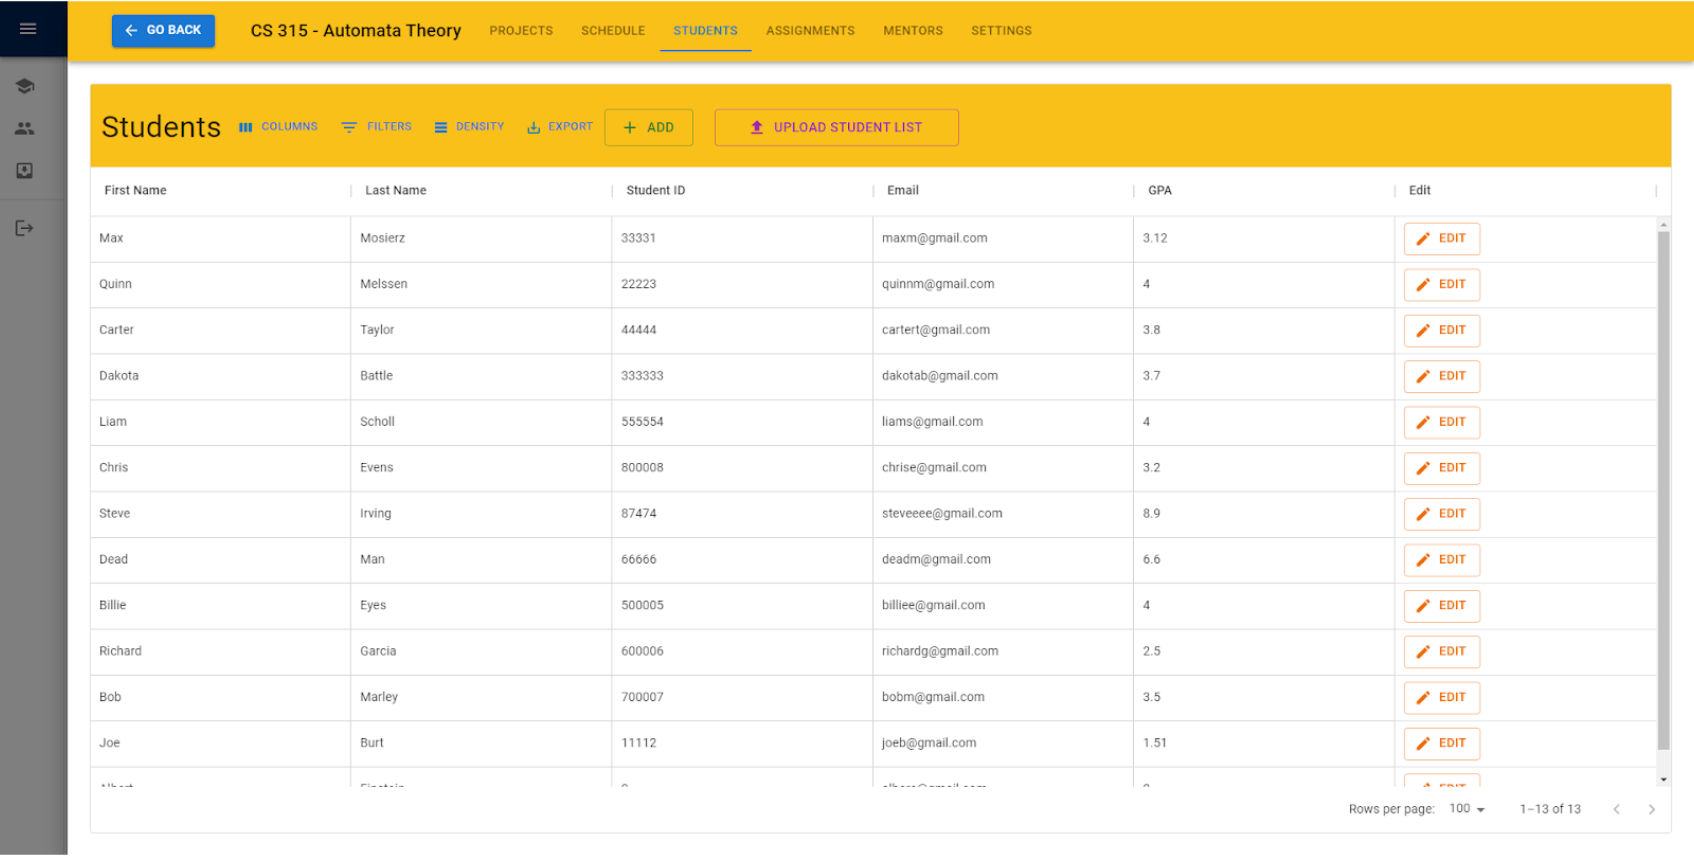 GO BACK CS 315 - Automata Theory PROJECTS SCHEDULE STUDENTS ASSIGNMENTS MENTORS SETTINGS
Students COLUMNS FILTERS DENSITY EXPORT + ADD UPLOAD STUDENT LIST
First Name Last Name Student ID Email GPA Edit
Max Mosierz 33331 maxm@gmail.com 3.12 EDIT
Quinn Melssen 22223 quinnm@gmail.com 4 EDIT
Carter Taylor 44444 cartert@gmail.com 3.8 EDIT
Dakota Battle 333333 dakotab@gmail.com 3.7 EDIT
Liam Scholl 555554 liams@gmail.com 4 EDIT
Chris Evens 800008 chrise@gmail.com 3.2 EDIT
Steve Irving 87474 steveeee@gmail.com 8.9 EDIT
Dead Man 66666 deadm@gmail.com 6.6 EDIT
Billie Eyes 500005 billiee@gmail.com 4 EDIT
Richard Garcia 600006 richardg@gmail.com 2.5 EDIT
Bob Marley 700007 bobm@gmail.com 3.5 EDIT
Joe Burt 11112 joeb@gmail.com 1.51 EDIT
Albert Einstein EDIT
Rows per page: 100 1–13 of 13